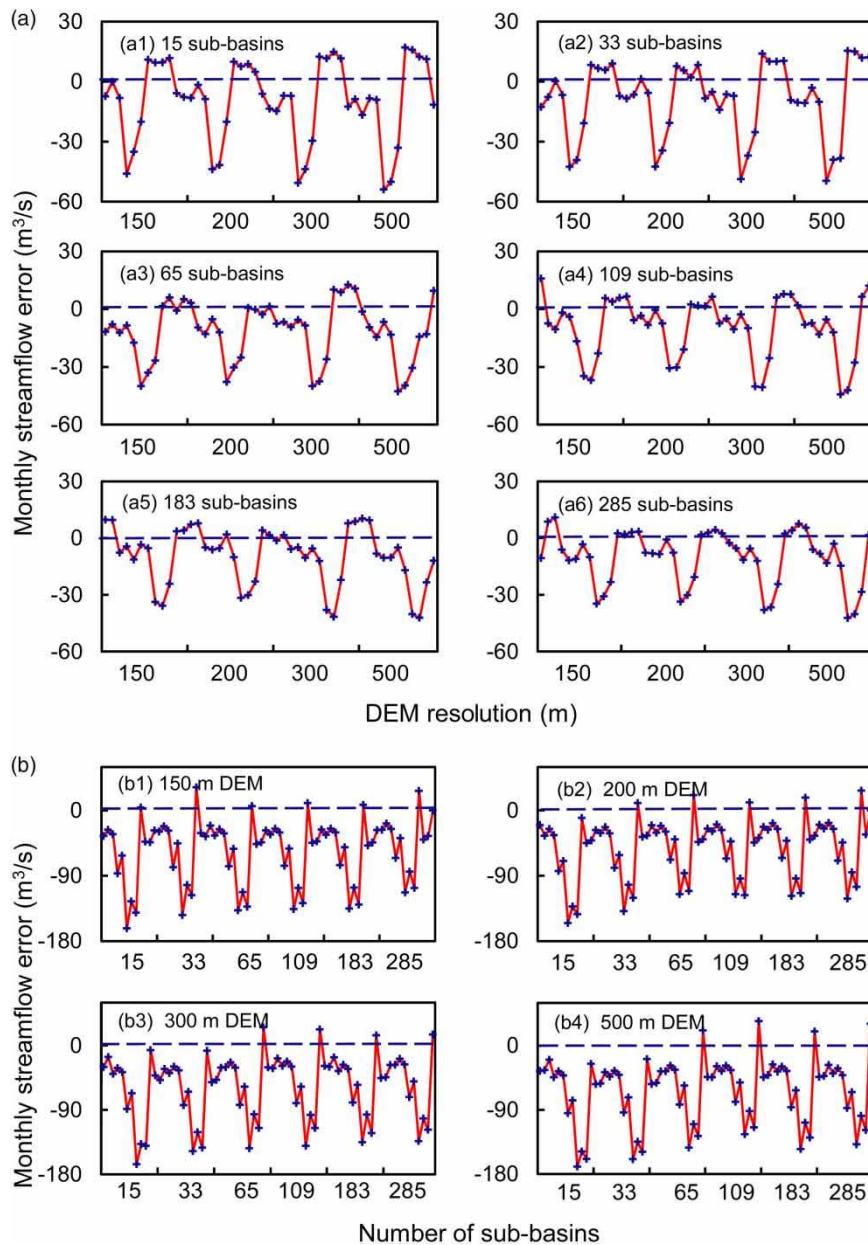 (a)
Monthly streamflow error (m³/s)
(a1) 15 sub-basins
30
0
-30
-60
150 200 300 500
(a2) 33 sub-basins
30
0
-30
-60
150 200 300 500
(a3) 65 sub-basins
30
0
-30
-60
150 200 300 500
(a4) 109 sub-basins
30
0
-30
-60
150 200 300 500
(a5) 183 sub-basins
30
0
-30
-60
150 200 300 500
(a6) 285 sub-basins
30
0
-30
-60
150 200 300 500
DEM resolution (m)
(b)
Monthly streamflow error (m³/s)
(b1) 150 m DEM
0
-90
-180
15 33 65 109 183 285
(b2) 200 m DEM
0
-90
-180
15 33 65 109 183 285
(b3) 300 m DEM
0
-90
-180
15 33 65 109 183 285
(b4) 500 m DEM
0
-90
-180
15 33 65 109 183 285
Number of sub-basins